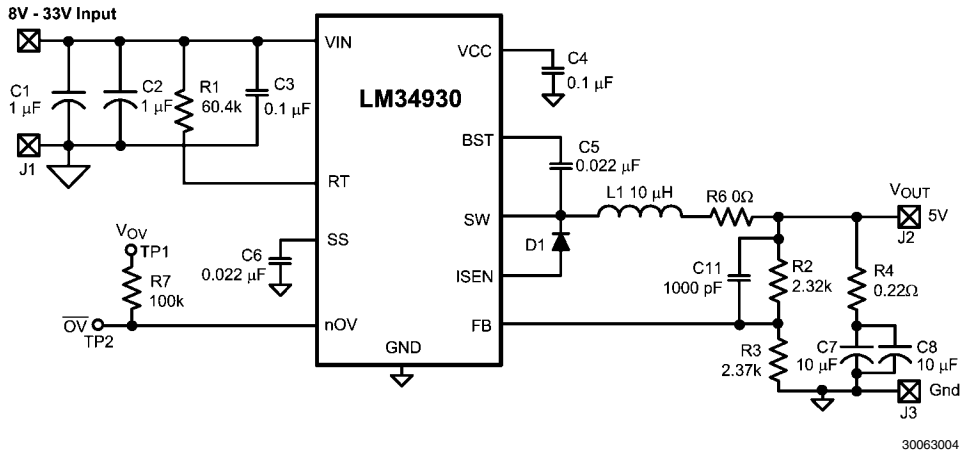 8V - 33V Input
VIN
VCC
C4
0.1 µF
C1
1 µF
C2
1 µF
R1
60.4k
C3
0.1 µF
LM34930
BST
C5
0.022 µF
J1
RT
L1 10 µH
R6 0Ω
VOUT
5V
J2
SW
VOV
TP1
SS
C6
0.022 µF
D1
ISEN
C11
1000 pF
R2
2.32k
R4
0.22Ω
R7
100k
OV
TP2
nOV
FB
GND
R3
2.37k
C7
10 µF
C8
10 µF
Gnd
J3
30063004